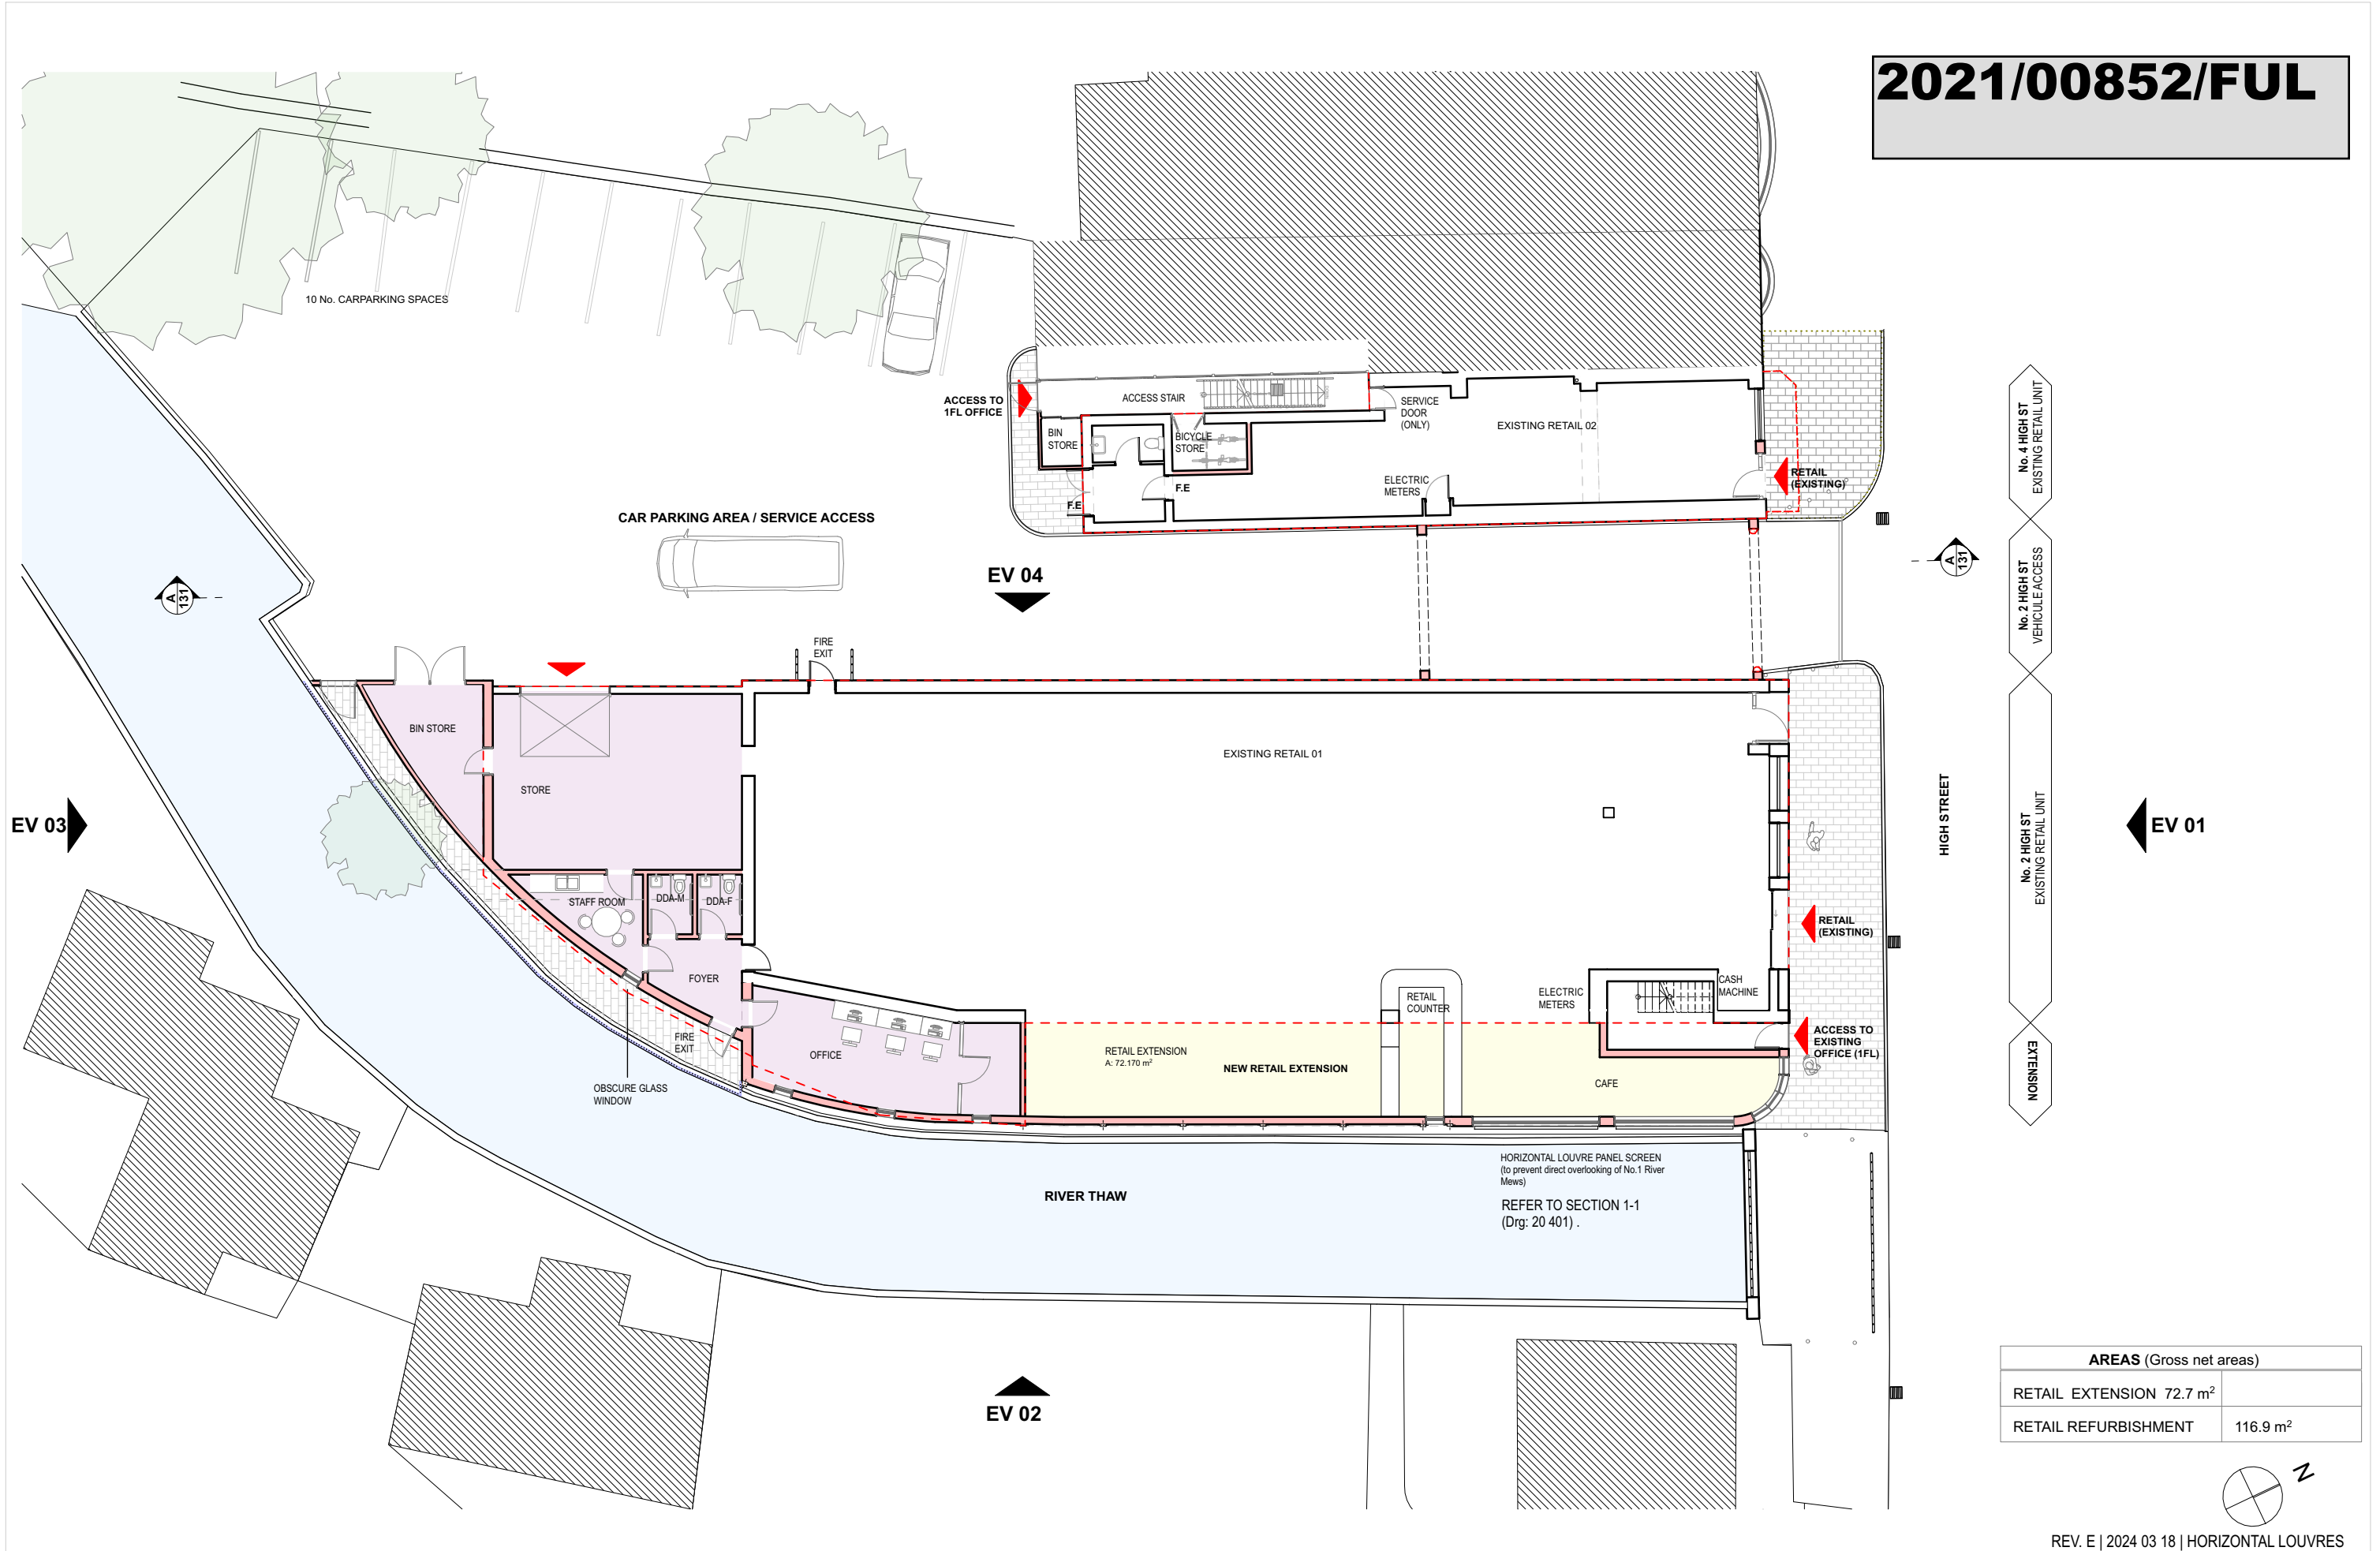 2021/00852/FUL
10 No. CARPARKING SPACES
ACCESS TO
1FL OFFICE
ACCESS STAIR
BIN
STORE
BICYCLE
STORE
SERVICE
DOOR
(ONLY)
EXISTING RETAIL 02
ELECTRIC
METERS
F.E
F.E
RETAIL
(EXISTING)
No. 4 HIGH ST
EXISTING RETAIL UNIT
CAR PARKING AREA / SERVICE ACCESS
EV 04
A
131
A
131
No. 2 HIGH ST
VEHICULE ACCESS
FIRE
EXIT
BIN STORE
STORE
EXISTING RETAIL 01
EV 03
HIGH STREET
No. 2 HIGH ST
EXISTING RETAIL UNIT
EV 01
STAFF ROOM
DDA-M
DDA-F
RETAIL
(EXISTING)
FOYER
RETAIL
COUNTER
ELECTRIC
METERS
CASH
MACHINE
FIRE
EXIT
OFFICE
RETAIL EXTENSION
A: 72.170 m²
NEW RETAIL EXTENSION
CAFE
ACCESS TO
EXISTING
OFFICE (1FL)
EXTENSION
OBSCURE GLASS
WINDOW
RIVER THAW
HORIZONTAL LOUVRE PANEL SCREEN
(to prevent direct overlooking of No.1 River
Mews)
REFER TO SECTION 1-1
(Drg: 20 401) .
EV 02
AREAS (Gross net areas)
RETAIL EXTENSION 72.7 m²
RETAIL REFURBISHMENT 116.9 m²
N
REV. E | 2024 03 18 | HORIZONTAL LOUVRES